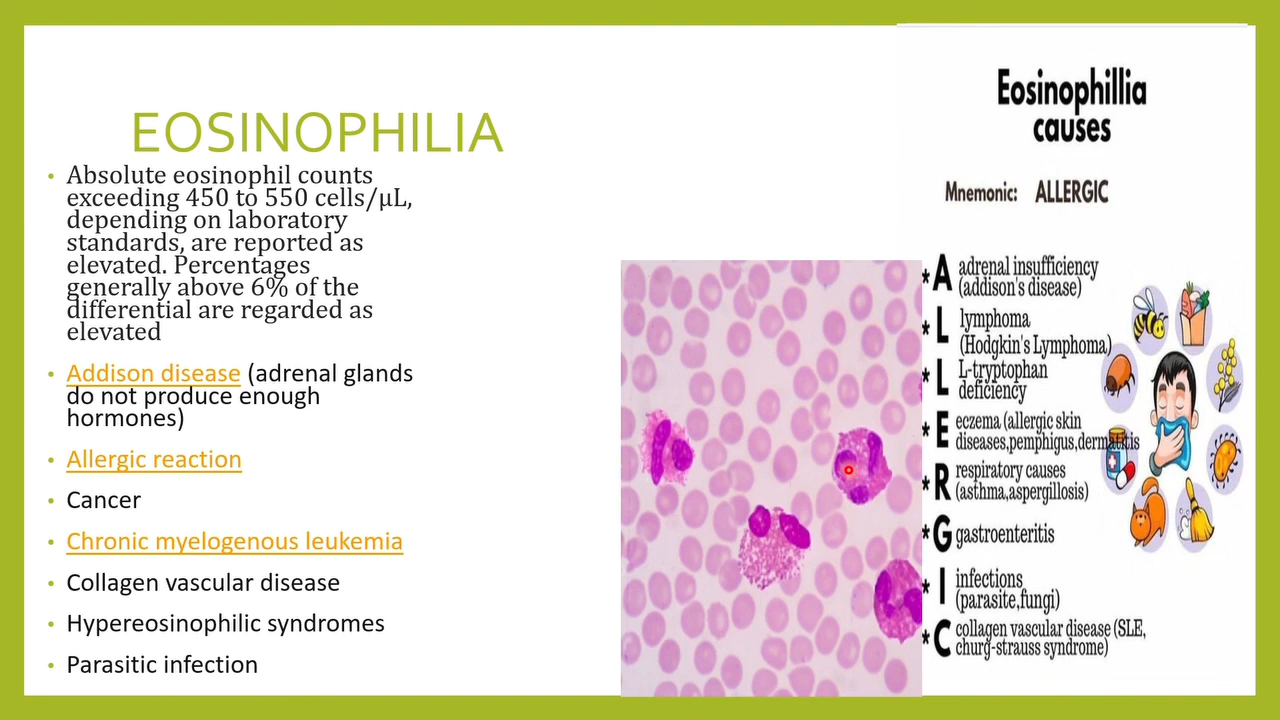 EOSINOPHILIA
• Absolute eosinophil counts
exceeding 450 to 550 cells/µL,
depending on laboratory
standards, are reported as
elevated. Percentages
generally above 6% of the
differential are regarded as
elevated
• Addison disease (adrenal glands
do not produce enough
hormones)
• Allergic reaction
• Cancer
• Chronic myelogenous leukemia
• Collagen vascular disease
• Hypereosinophilic syndromes
• Parasitic infection
Eosinophillia
causes
Mnemonic: ALLERGIC
*A adrenal insufficiency
(addison's disease)
*L lymphoma
(Hodgkin's Lymphoma)
*L L-tryptophan
deficiency
*E eczema (allergic skin
diseases,pemphigus,dermatitis
*R respiratory causes
(asthma,aspergillosis)
*G gastroenteritis
*I infections
(parasite,fungi)
*C collagen vascular disease (SLE,
churg-strauss syndrome)